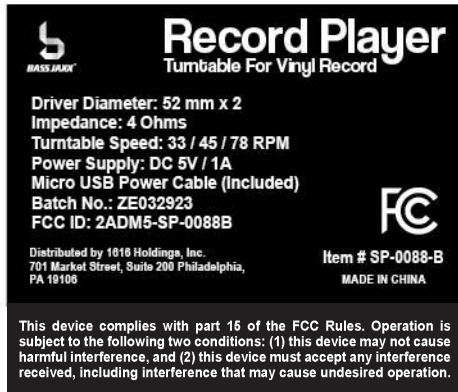 Record Player
BASS JAXX
Turntable For Vinyl Record
Driver Diameter: 52 mm x 2
Impedance: 4 Ohms
Turntable Speed: 33 / 45 / 78 RPM
Power Supply: DC 5V / 1A
Micro USB Power Cable (Included)
Batch No.: ZE032923
FCC ID: 2ADM5-SP-0088B
FC
Distributed by 1616 Holdings, Inc.
701 Market Street, Suite 200 Philadelphia,
PA 19106
Item # SP-0088-B
MADE IN CHINA
This device complies with part 15 of the FCC Rules. Operation is
subject to the following two conditions: (1) this device may not cause
harmful interference, and (2) this device must accept any interference
received, including interference that may cause undesired operation.